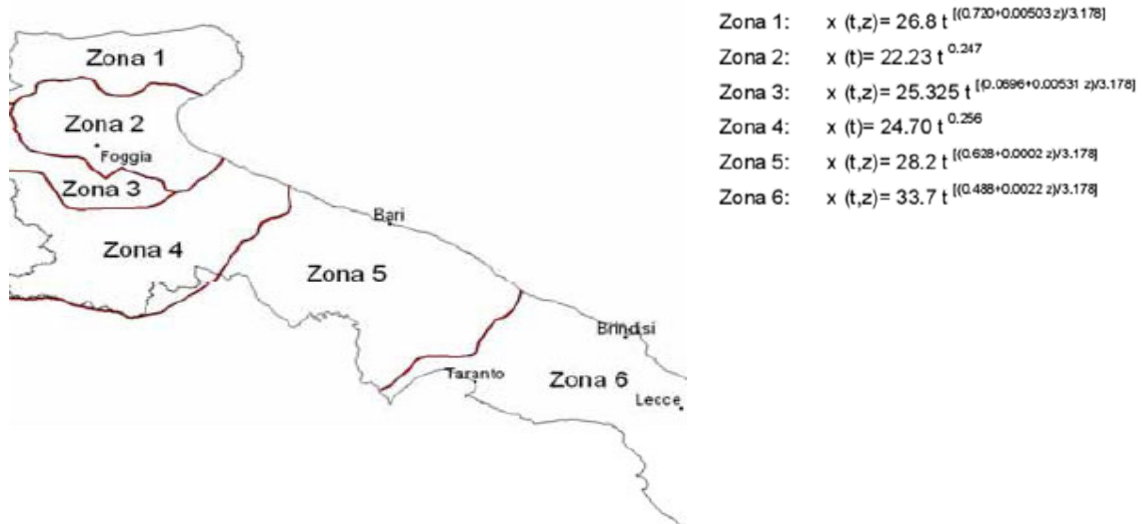 Zona 1
Zona 2
Foggia
Zona 3
Zona 4
Bari
Zona 5
Brindisi
Taranto
Zona 6
Lecce
Zona 1: x (t,z)= 26.8 t [(0.720+0.00503 z)/3.178]
Zona 2: x (t)= 22.23 t 0.247
Zona 3: x (t,z)= 25.325 t [(0.0696+0.00531 z)/3.178]
Zona 4: x (t)= 24.70 t 0.256
Zona 5: x (t,z)= 28.2 t [(0.628+0.0002 z)/3.178]
Zona 6: x (t,z)= 33.7 t [(0.488+0.0022 z)/3.178]